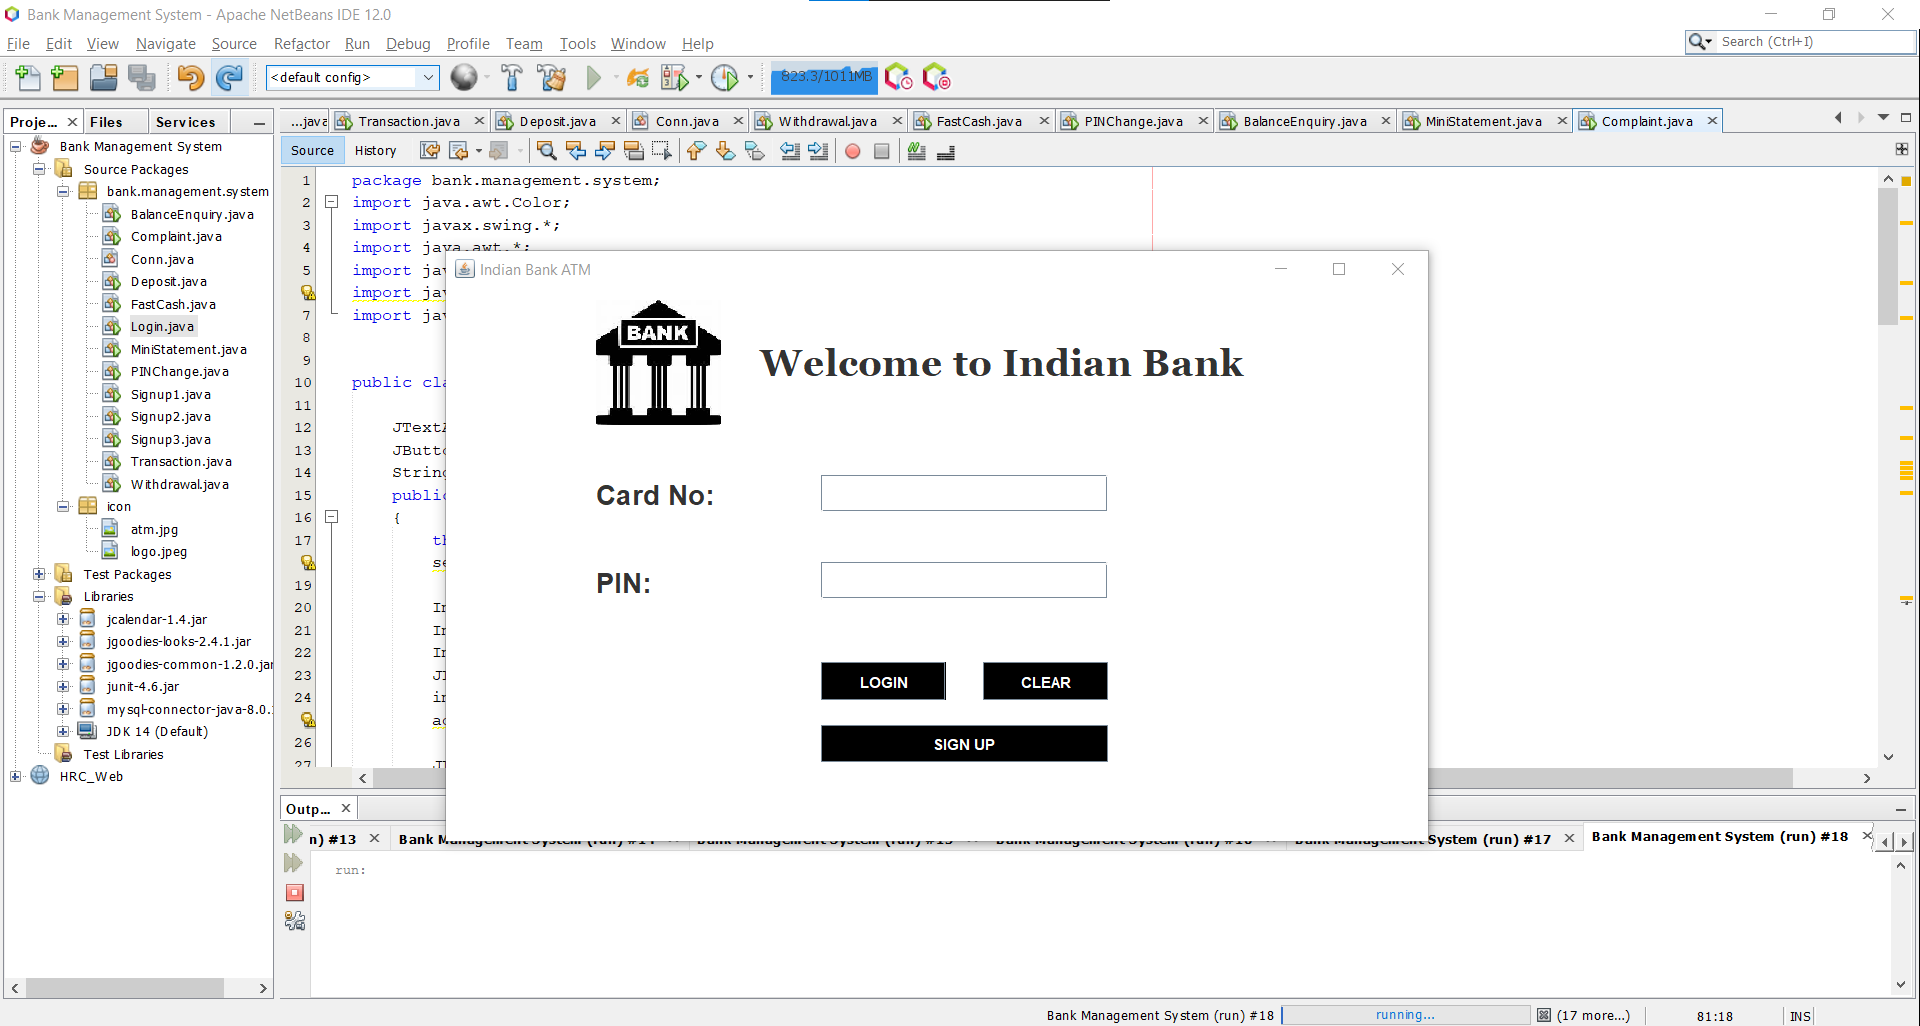 Bank Management System - Apache NetBeans IDE 12.0
File Edit View Navigate Source Refactor Run Debug Profile Team Tools Window Help
Search (Ctrl+I)
<default config>
823.3/1011MB
Proje... Files Services
...java Transaction.java Deposit.java Conn.java Withdrawal.java FastCash.java PINChange.java BalanceEnquiry.java MiniStatement.java Complaint.java
Source History
Bank Management System
Source Packages
bank.management.system
BalanceEnquiry.java
Complaint.java
Conn.java
Deposit.java
FastCash.java
Login.java
MiniStatement.java
PINChange.java
Signup1.java
Signup2.java
Signup3.java
Transaction.java
Withdrawal.java
icon
atm.jpg
logo.jpeg
Test Packages
Libraries
jcalendar-1.4.jar
jgoodies-looks-2.4.1.jar
jgoodies-common-1.2.0.jar
junit-4.6.jar
mysql-connector-java-8.0.
JDK 14 (Default)
Test Libraries
HRC_Web
1 package bank.management.system;
2 import java.awt.Color;
3 import javax.swing.*;
4 import java.awt.*;
5 import jav
import jav
7 import jav
8
9
10 public cla
11
12 JText
13 JButto
14 String
15 public
16 {
17 th
se
19
20 In
21 In
22 In
23 JI
24 in
ad
26
27
Indian Bank ATM
BANK
Welcome to Indian Bank
Card No:
PIN:
LOGIN CLEAR
SIGN UP
Outp...
n) #13 Bank Management System (run) #17 Bank Management System (run) #18
run:
Bank Management System (run) #18 running... (17 more...) 81:18 INS